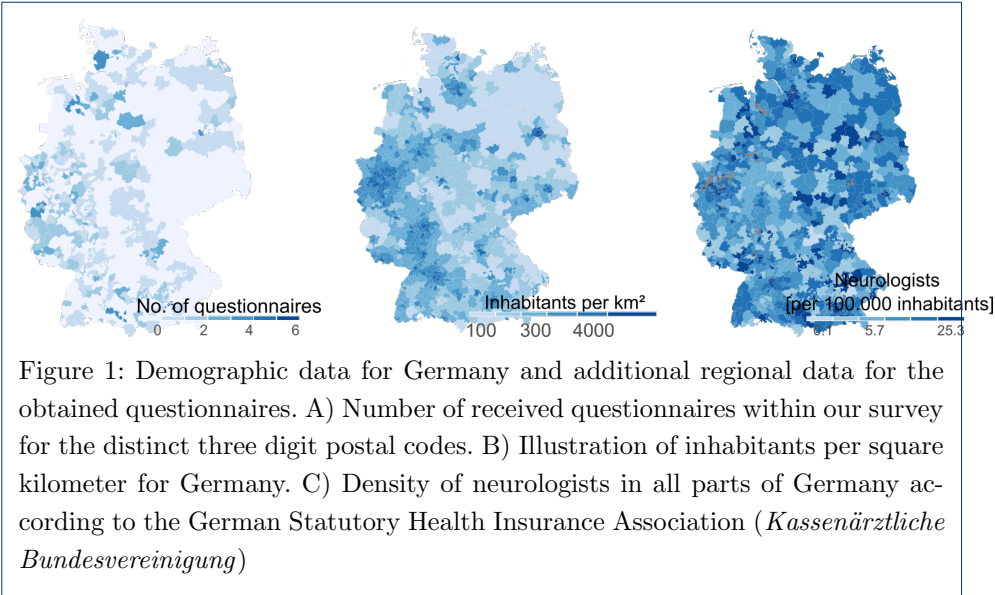 No. of questionnaires
0 2 4 6
Inhabitants per km²
100 300 4000
Neurologists
[per 100.000 inhabitants]
0.1 5.7 25.3
Figure 1: Demographic data for Germany and additional regional data for the
obtained questionnaires. A) Number of received questionnaires within our survey
for the distinct three digit postal codes. B) Illustration of inhabitants per square
kilometer for Germany. C) Density of neurologists in all parts of Germany ac-
cording to the German Statutory Health Insurance Association (Kassenärztliche
Bundesvereinigung)